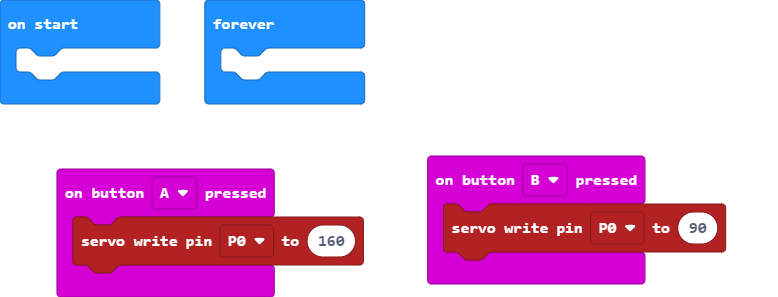 on start
forever
on button A pressed
servo write pin P0 to 160
on button B pressed
servo write pin P0 to 90